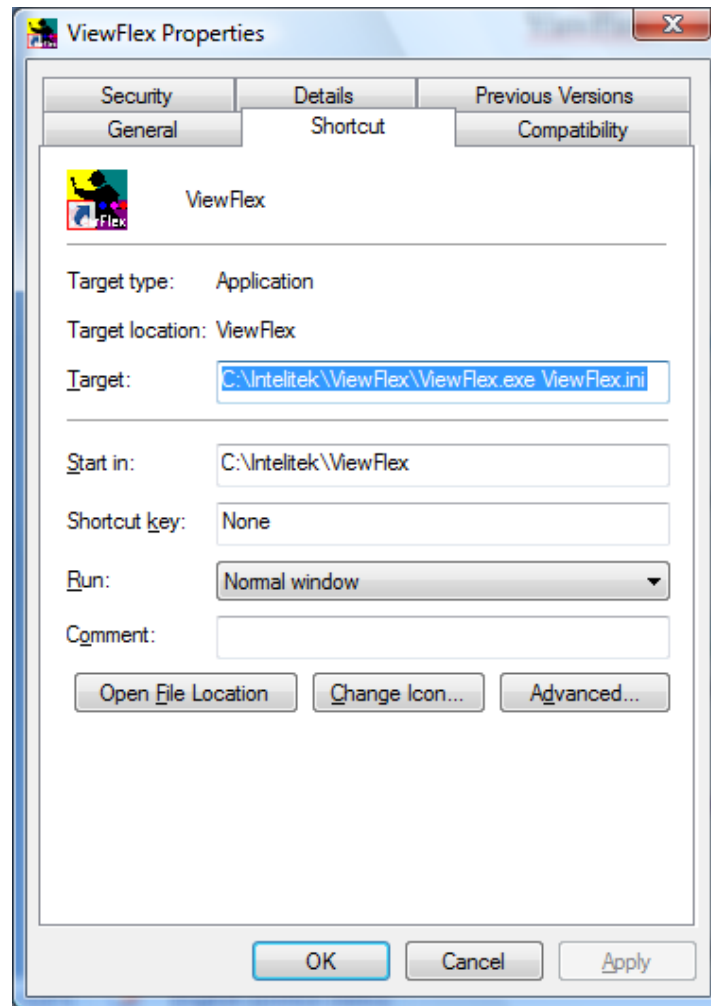 ViewFlex Properties
Security Details Previous Versions
General Shortcut Compatibility
ViewFlex
Target type: Application
Target location: ViewFlex
Target: C:\Intelitek\ViewFlex\ViewFlex.exe ViewFlex.ini
Start in: C:\Intelitek\ViewFlex
Shortcut key: None
Run: Normal window
Comment:
Open File Location Change Icon... Advanced...
OK Cancel Apply